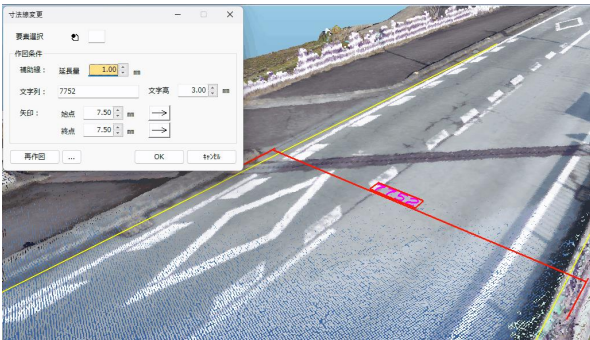 寸法線変更
要素選択
作図条件
補助線： 延長量 1.00 mm
文字列： 7752 文字高 3.00 mm
矢印： 始点 7.50 mm
終点 7.50 mm
再作図 ... OK ｷｬﾝｾﾙ
7752